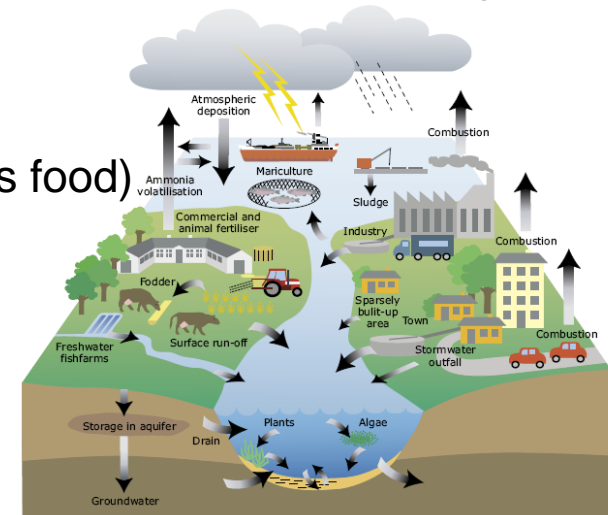 Atmospheric
deposition
Combustion
s food)
Ammonia
volatilisation
Mariculture
Sludge
Commercial and
animal fertiliser
Industry
Combustion
Fodder
Sparsely
bulit-up
area
Town
Freshwater
fishfarms
Surface run-off
Stormwater
outfall
Combustion
Storage in aquifer
Drain
Plants
Algae
Groundwater